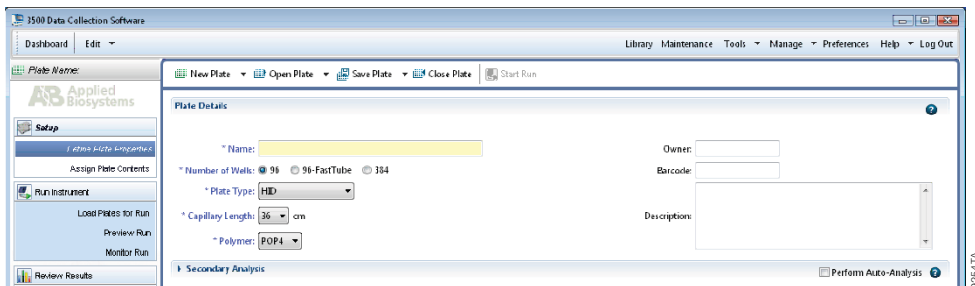 3500 Data Collection Software
Dashboard Edit Library Maintenance Tools Manage Preferences Help Log Out
Plate Name:
New Plate Open Plate Save Plate Close Plate Start Run
AB Applied Biosystems
Plate Details
Setup
Define Plate Properties
Assign Plate Contents
* Name:
Owner:
* Number of Wells: 96 96-FastTube 384
Barcode:
* Plate Type: HID
* Capillary Length: 36 cm
Description:
* Polymer: POP4
Run Instrument
Load Plates for Run
Preview Run
Monitor Run
Secondary Analysis
Perform Auto-Analysis
Review Results